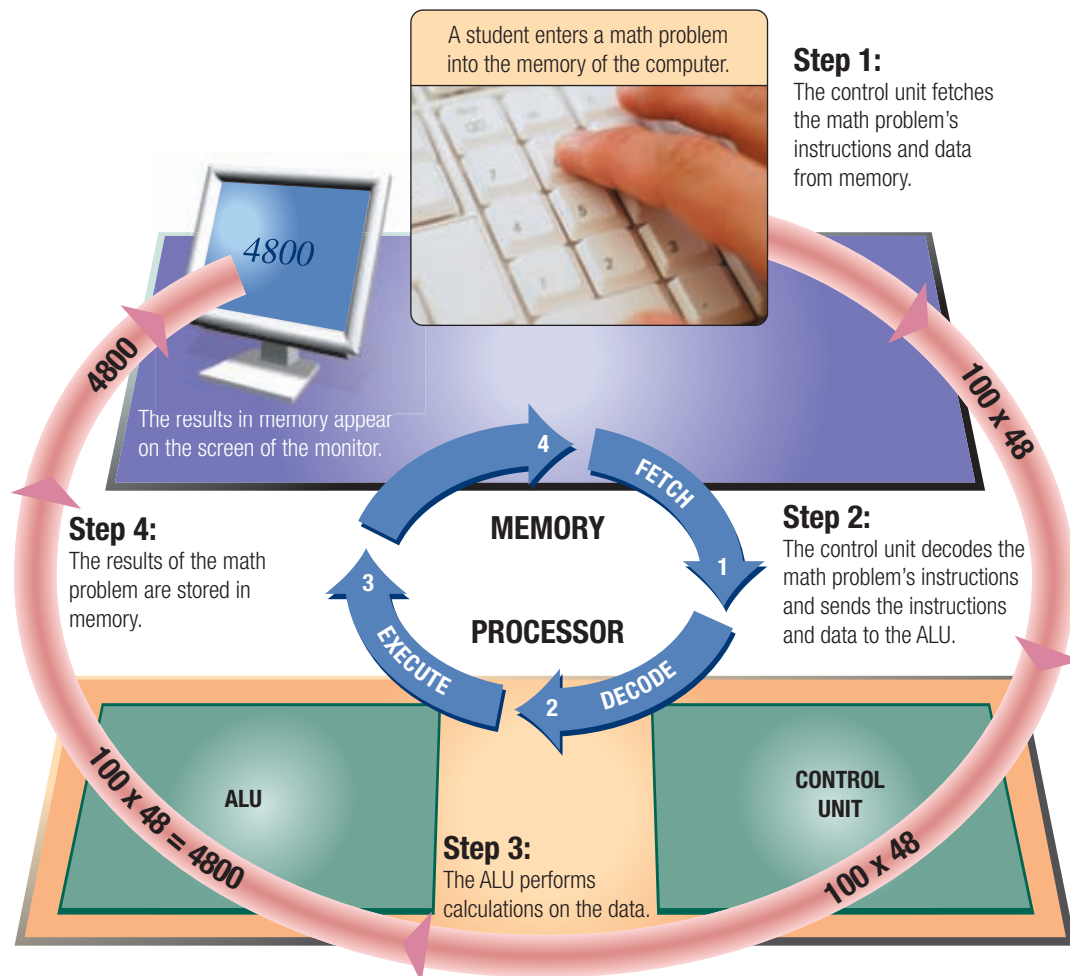 A student enters a math problem
into the memory of the computer.
Step 1:
The control unit fetches
the math problem's
instructions and data
from memory.
4800
4800
100 x 48
The results in memory appear
on the screen of the monitor.
4
FETCH
1
MEMORY
Step 2:
The control unit decodes the
math problem's instructions
and sends the instructions
and data to the ALU.
Step 4:
The results of the math
problem are stored in
memory.
3
EXECUTE
PROCESSOR
2
DECODE
ALU
CONTROL
UNIT
100 x 48 = 4800
100 x 48
Step 3:
The ALU performs
calculations on the data.
7
4
5
2
3